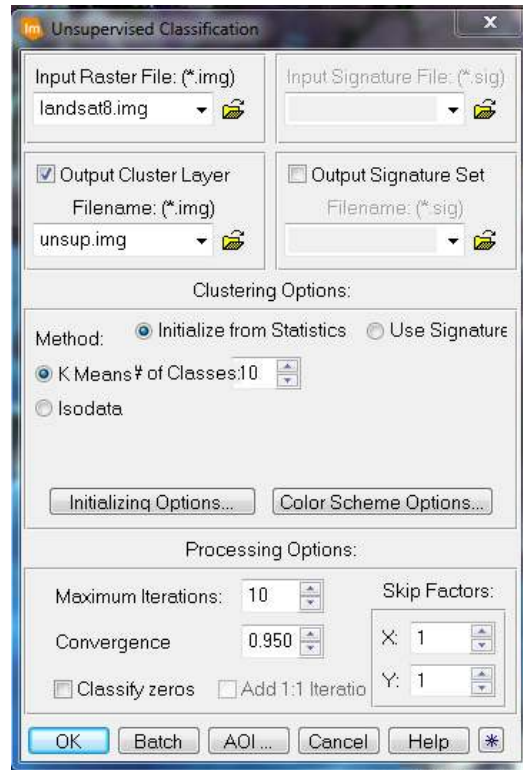 Unsupervised Classification
Input Raster File: (*.img)
Input Signature File: (*.sig)
landsat8.img
Output Cluster Layer
Output Signature Set
Filename: (*.img)
Filename: (*.sig)
unsup.img
Clustering Options:
Method:
Initialize from Statistics
Use Signature
K Means
of Classes:
10
Isodata
Initializing Options...
Color Scheme Options...
Processing Options:
Maximum Iterations:
10
Skip Factors:
Convergence
0.950
X:
1
Y:
1
Classify zeros
Add 1:1 Iteratio
OK
Batch
AOI ...
Cancel
Help